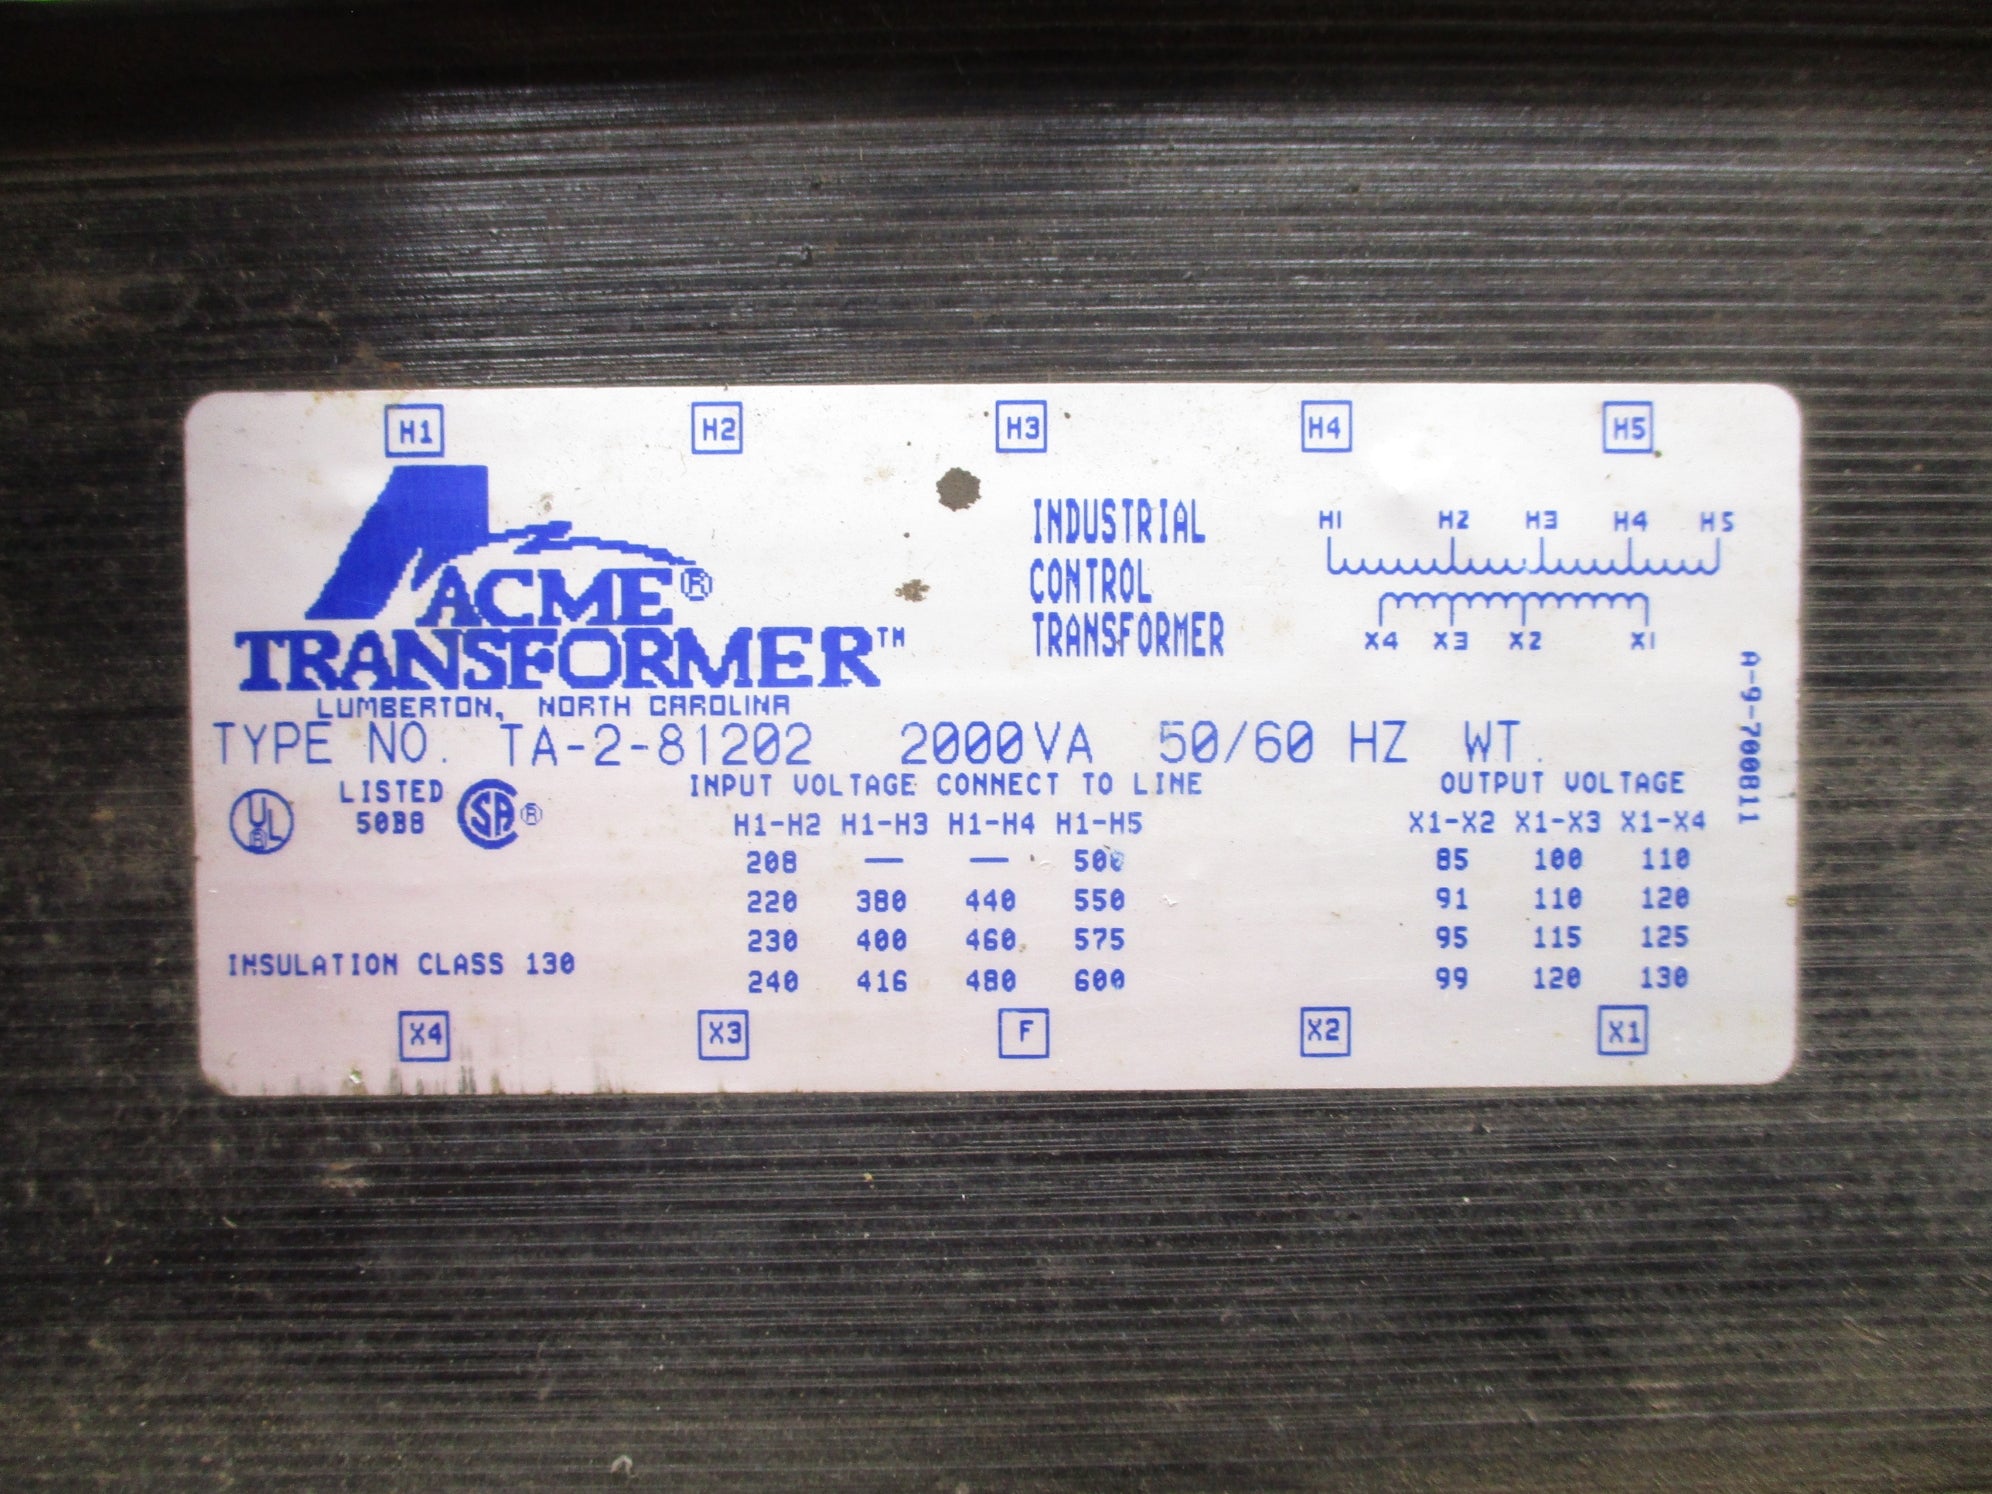 H1 H2 H3 H4 H5
ACME®
TRANSFORMER™
LUMBERTON, NORTH CAROLINA
INDUSTRIAL
CONTROL
TRANSFORMER
H1 H2 H3 H4 H5
X4 X3 X2 X1
A-9-700811
TYPE NO. TA-2-81202 2000VA 50/60 HZ WT.
UL®
LISTED
50B8
SA®
INPUT VOLTAGE CONNECT TO LINE
H1-H2 H1-H3 H1-H4 H1-H5
208 — — 500
220 380 440 550
230 400 460 575
240 416 480 600
OUTPUT VOLTAGE
X1-X2 X1-X3 X1-X4
85 100 110
91 110 120
95 115 125
99 120 130
INSULATION CLASS 130
X4 X3 F X2 X1